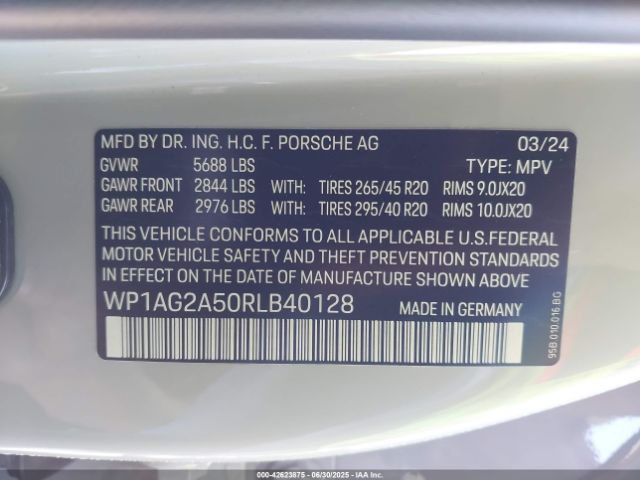 MFD BY DR. ING. H.C. F. PORSCHE AG 03/24
GVWR 5688 LBS TYPE: MPV
GAWR FRONT 2844 LBS WITH: TIRES 265/45 R20 RIMS 9.0JX20
GAWR REAR 2976 LBS WITH: TIRES 295/40 R20 RIMS 10.0JX20
THIS VEHICLE CONFORMS TO ALL APPLICABLE U.S.FEDERAL
MOTOR VEHICLE SAFETY AND THEFT PREVENTION STANDARDS
IN EFFECT ON THE DATE OF MANUFACTURE SHOWN ABOVE
WP1AG2A50RLB40128 MADE IN GERMANY
95B.010.016.BG
000-42623875 - 06/30/2025 - IAAI.COM